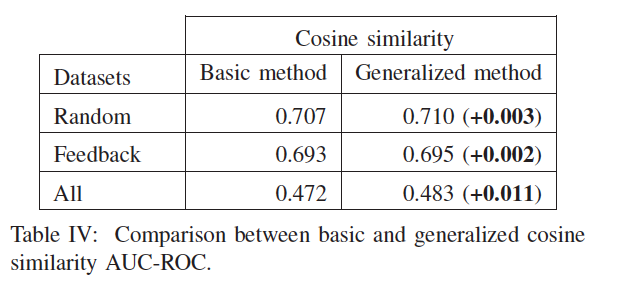 Cosine similarity
Datasets Basic method Generalized method
Random 0.707 0.710 (+0.003)
Feedback 0.693 0.695 (+0.002)
All 0.472 0.483 (+0.011)
Table IV: Comparison between basic and generalized cosine
similarity AUC-ROC.